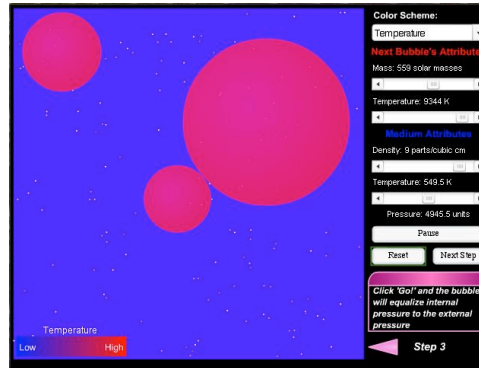 Color Scheme:
Temperature
Next Bubble's Attribute
Mass: 559 solar masses
Temperature: 9344 K
Medium Attributes
Density: 9 parts/cubic cm
Temperature: 549.5 K
Pressure: 4945.5 units
Pause
Reset Next Step
Click 'Go!' and the bubble
will equalize internal
pressure to the external
pressure
Step 3
Temperature
Low High